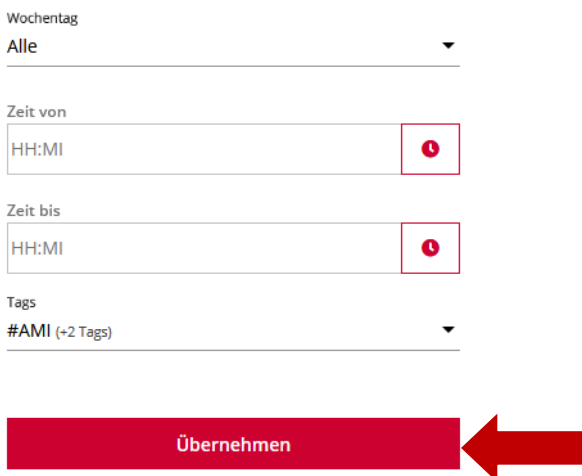 Wochentag
Alle
Zeit von
HH:MI
Zeit bis
HH:MI
Tags
#AMI (+2 Tags)
Übernehmen